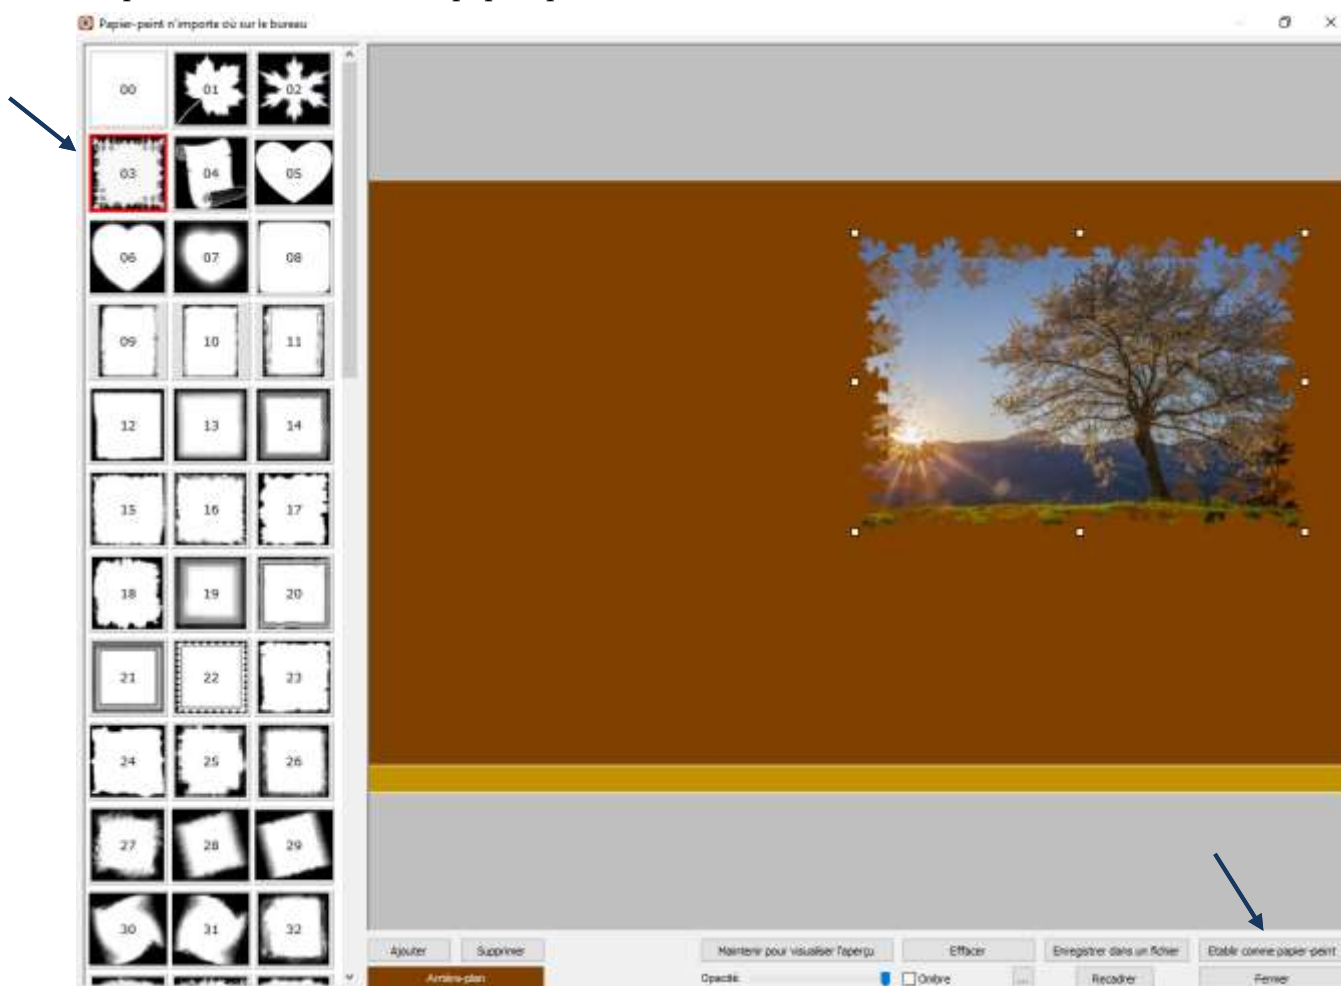 Papier-peint n'importe où sur le bureau
00 01 02
03 04 05
06 07 08
09 10 11
12 13 14
15 16 17
18 19 20
21 22 23
24 25 26
27 28 29
30 31 32
Ajouter Supprimer Maintenir pour visualiser l'aperçu Effacer Enregistrer dans un fichier Etablir comme papier-peint
Arrière-plan Opacité Ombre ... Recadrer Fermer